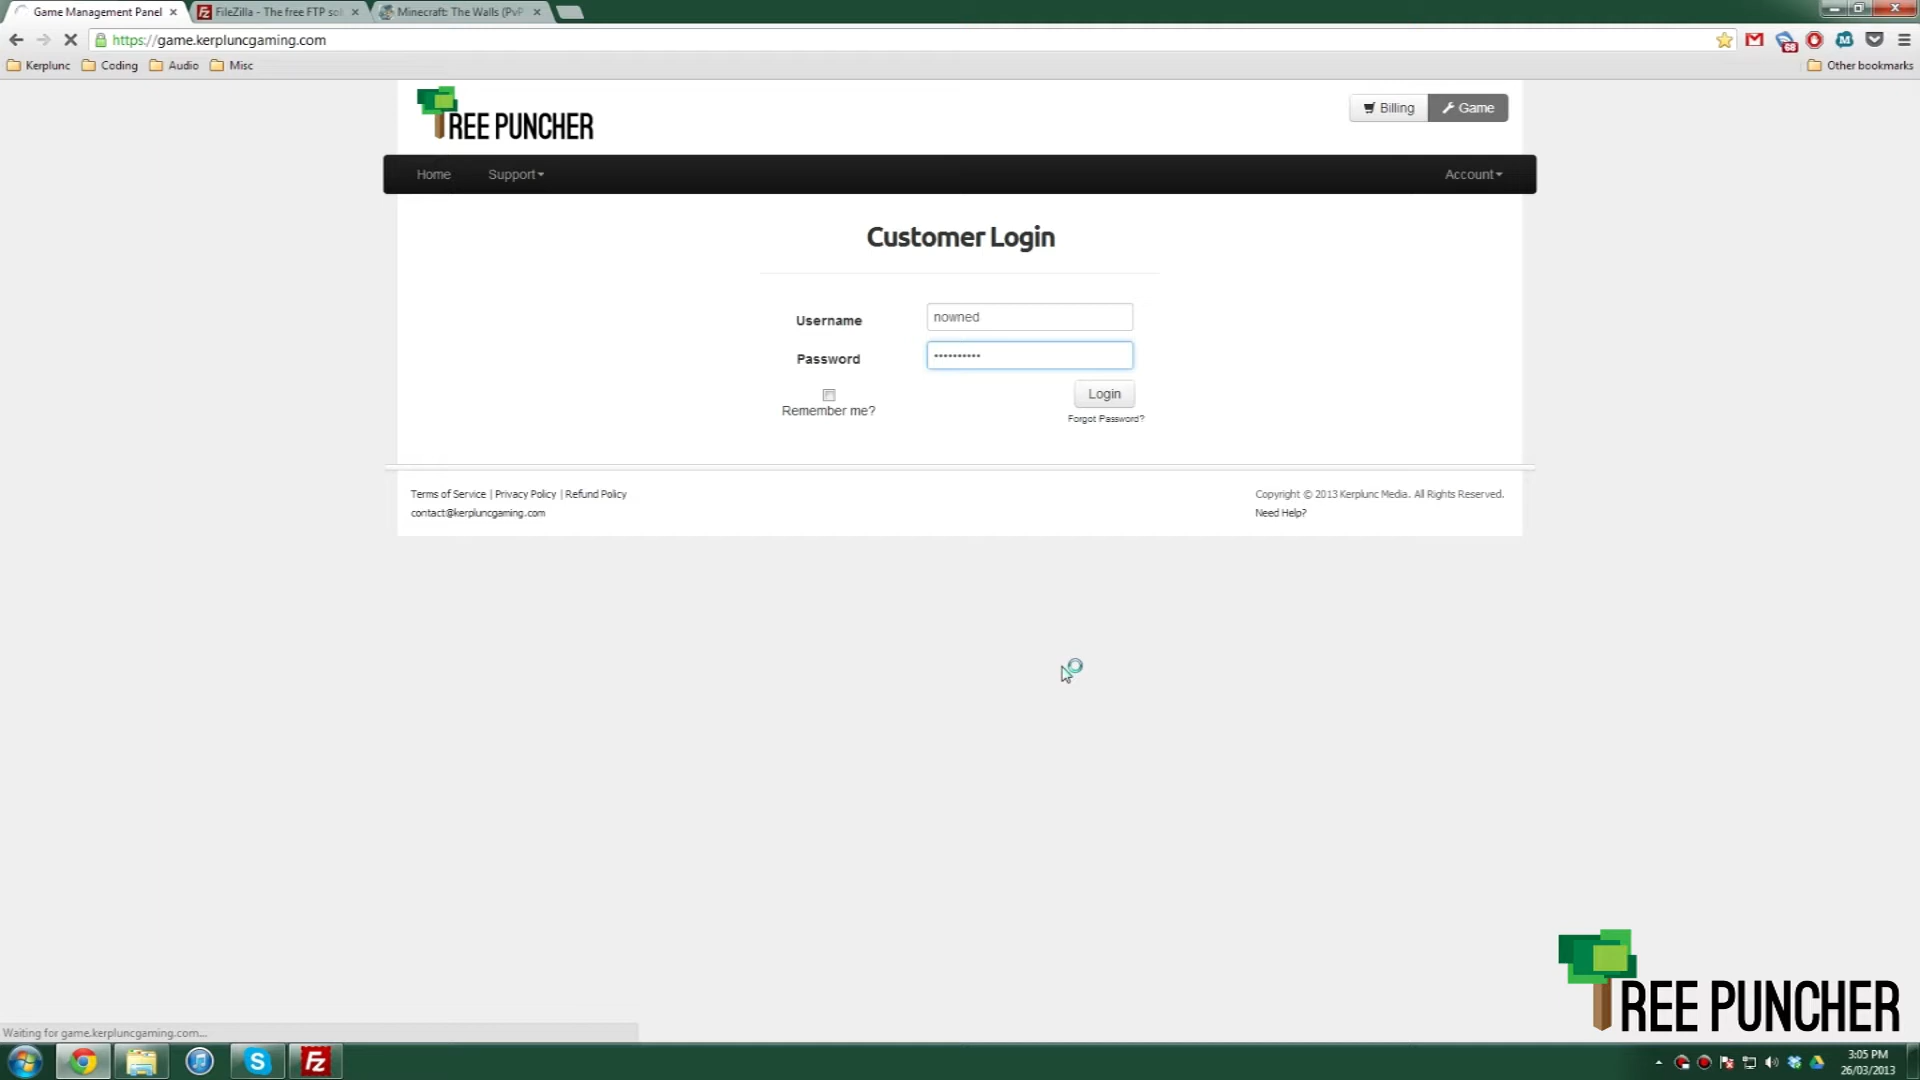 Game Management Panel
FileZilla - The free FTP sol
Minecraft: The Walls (PvP
https://game.kerpluncgaming.com
Kerplunc
Coding
Audio
Misc
Other bookmarks
REE PUNCHER
Billing
Game
Home
Support
Account
Customer Login
Username
nowned
Password
••••••••••
Remember me?
Login
Forgot Password?
Terms of Service | Privacy Policy | Refund Policy
contact@kerpluncgaming.com
Copyright © 2013 Kerplunc Media. All Rights Reserved.
Need Help?
REE PUNCHER
Waiting for game.kerpluncgaming.com...
3:05 PM
26/03/2013